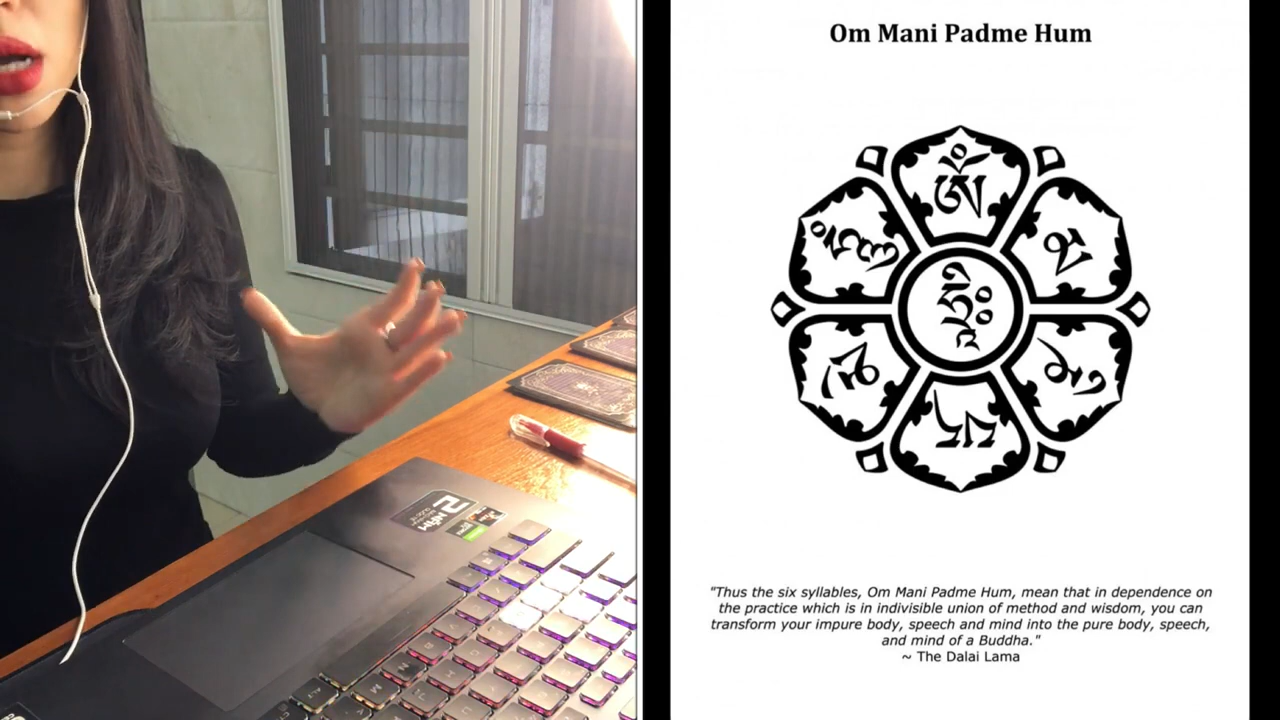 Om Mani Padme Hum
ཨོཾ
མ
ཎི
པད
མེ
ཧཱུྃ
ཧྲཱིཿ
"Thus the six syllables, Om Mani Padme Hum, mean that in dependence on
the practice which is in indivisible union of method and wisdom, you can
transform your impure body, speech and mind into the pure body, speech,
and mind of a Buddha."
~ The Dalai Lama
ALT